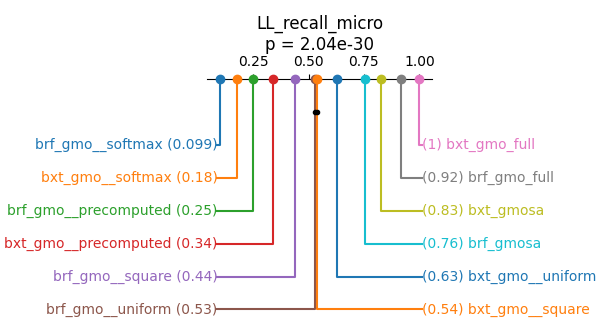 LL_recall_micro
p = 2.04e-30
0.25 0.50 0.75 1.00
brf_gmo__softmax (0.099) (1) bxt_gmo_full
bxt_gmo__softmax (0.18) (0.92) brf_gmo_full
brf_gmo__precomputed (0.25) (0.83) bxt_gmosa
bxt_gmo__precomputed (0.34) (0.76) brf_gmosa
brf_gmo__square (0.44) (0.63) bxt_gmo__uniform
brf_gmo__uniform (0.53) (0.54) bxt_gmo__square